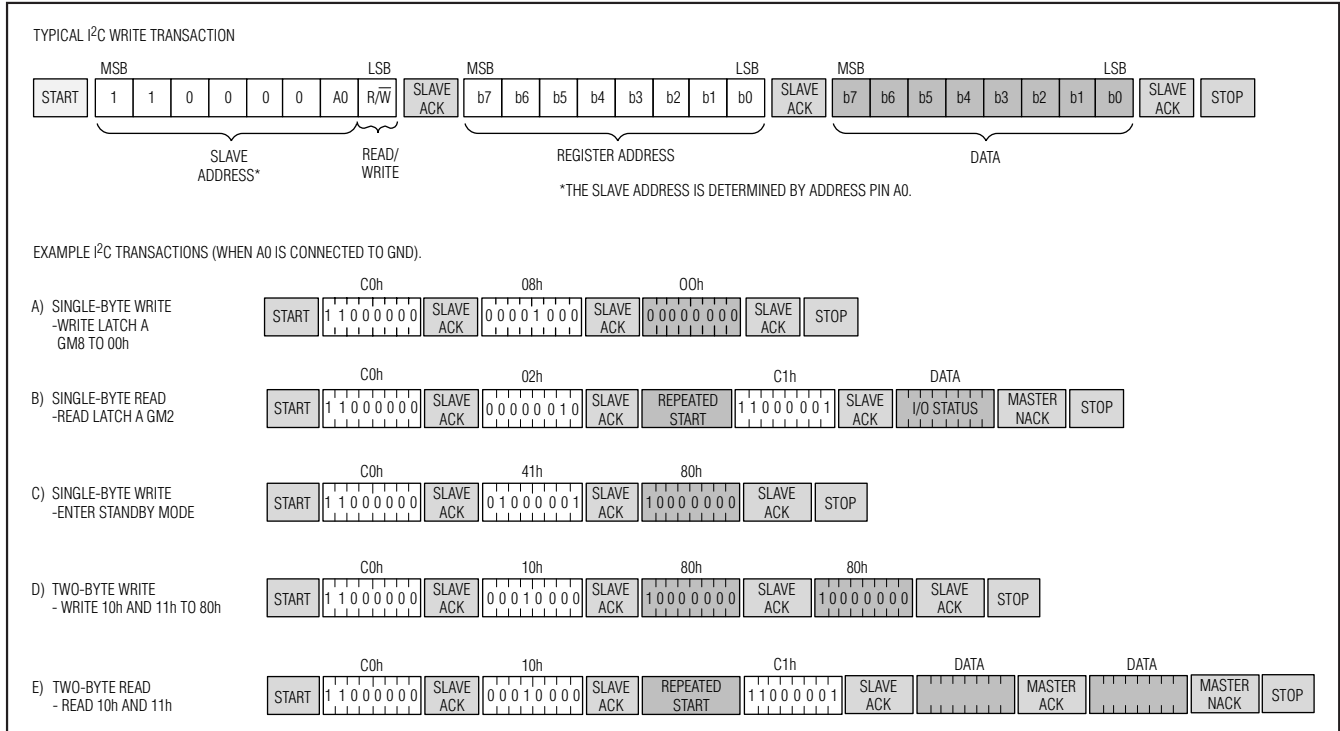 TYPICAL I²C WRITE TRANSACTION
MSB LSB MSB LSB MSB LSB
START 1 1 0 0 0 0 A0 R/W̅ SLAVE ACK b7 b6 b5 b4 b3 b2 b1 b0 SLAVE ACK b7 b6 b5 b4 b3 b2 b1 b0 SLAVE ACK STOP
SLAVE ADDRESS* READ/WRITE REGISTER ADDRESS DATA
*THE SLAVE ADDRESS IS DETERMINED BY ADDRESS PIN A0.
EXAMPLE I²C TRANSACTIONS (WHEN A0 IS CONNECTED TO GND).
C0h 08h 00h
A) SINGLE-BYTE WRITE
-WRITE LATCH A
GM8 TO 00h
START 1 1 0 0 0 0 0 0 SLAVE ACK 0 0 0 0 1 0 0 0 SLAVE ACK 0 0 0 0 0 0 0 0 SLAVE ACK STOP
C0h 02h C1h DATA
B) SINGLE-BYTE READ
-READ LATCH A GM2
START 1 1 0 0 0 0 0 0 SLAVE ACK 0 0 0 0 0 0 1 0 SLAVE ACK REPEATED START 1 1 0 0 0 0 0 1 SLAVE ACK I/O STATUS MASTER NACK STOP
C0h 41h 80h
C) SINGLE-BYTE WRITE
-ENTER STANDBY MODE
START 1 1 0 0 0 0 0 0 SLAVE ACK 0 1 0 0 0 0 0 1 SLAVE ACK 1 0 0 0 0 0 0 0 SLAVE ACK STOP
C0h 10h 80h 80h
D) TWO-BYTE WRITE
- WRITE 10h AND 11h TO 80h
START 1 1 0 0 0 0 0 0 SLAVE ACK 0 0 0 1 0 0 0 0 SLAVE ACK 1 0 0 0 0 0 0 0 SLAVE ACK 1 0 0 0 0 0 0 0 SLAVE ACK STOP
C0h 10h C1h DATA DATA
E) TWO-BYTE READ
- READ 10h AND 11h
START 1 1 0 0 0 0 0 0 SLAVE ACK 0 0 0 1 0 0 0 0 SLAVE ACK REPEATED START 1 1 0 0 0 0 0 1 SLAVE ACK MASTER ACK MASTER NACK STOP